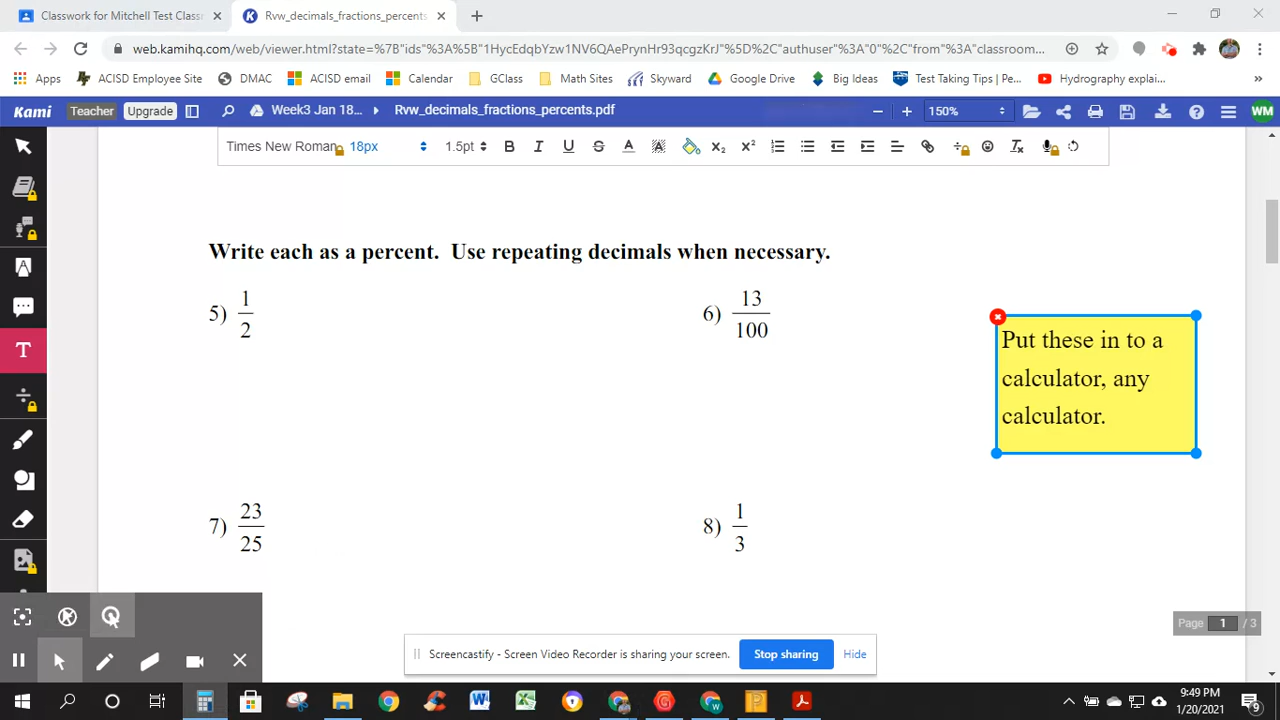 Classwork for Mitchell Test Class
Rvw_decimals_fractions_percents
web.kamihq.com/web/viewer.html?state=%7B"ids"%3A%5B"1HycEdqbYzw1NV6QAePrynHr93qcgzKrJ"%5D%2C"authuser"%3A"0"%2C"from"%3A"classroom...
Apps ACISD Employee Site DMAC ACISD email Calendar GClass Math Sites Skyward Google Drive Big Ideas Test Taking Tips | Pe... Hydrography explai... »
Kami Teacher Upgrade Week3 Jan 18... Rvw_decimals_fractions_percents.pdf 150% WM
Times New Roman 18px 1.5pt
Write each as a percent. Use repeating decimals when necessary.
5) 1/2
6) 13/100
Put these in to a
calculator, any
calculator.
7) 23/25
8) 1/3
Page 1 / 3
Screencastify - Screen Video Recorder is sharing your screen. Stop sharing Hide
9:49 PM
1/20/2021
9